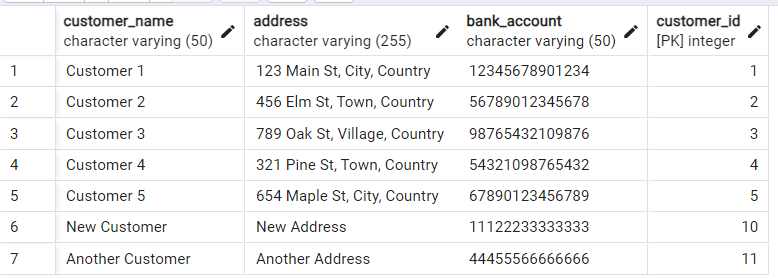 customer_name address bank_account customer_id
character varying (50) character varying (255) character varying (50) [PK] integer
1 Customer 1 123 Main St, City, Country 12345678901234 1
2 Customer 2 456 Elm St, Town, Country 56789012345678 2
3 Customer 3 789 Oak St, Village, Country 98765432109876 3
4 Customer 4 321 Pine St, Town, Country 54321098765432 4
5 Customer 5 654 Maple St, City, Country 67890123456789 5
6 New Customer New Address 11122233333333 10
7 Another Customer Another Address 44455566666666 11